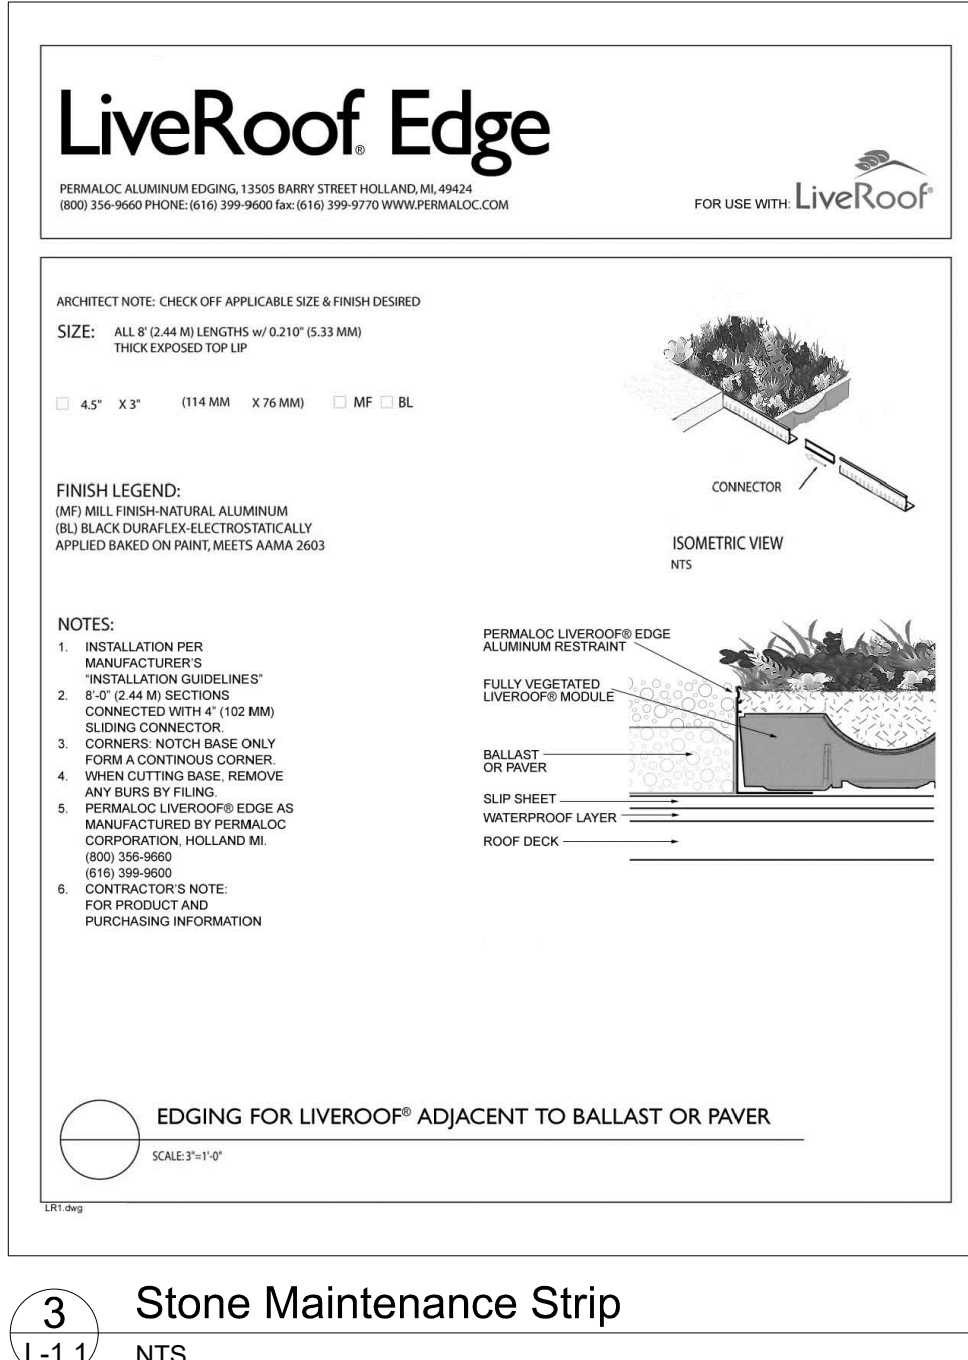 LiveRoof® Edge
PERMALOC ALUMINUM EDGING, 13505 BARRY STREET HOLLAND, MI, 49424
(800) 356-9660 PHONE: (616) 399-9600 fax: (616) 399-9770 WWW.PERMALOC.COM
FOR USE WITH: LiveRoof®
ARCHITECT NOTE: CHECK OFF APPLICABLE SIZE & FINISH DESIRED
SIZE: ALL 8' (2.44 M) LENGTHS w/ 0.210" (5.33 MM)
THICK EXPOSED TOP LIP
4.5" X 3" (114 MM X 76 MM) MF BL
FINISH LEGEND:
(MF) MILL FINISH-NATURAL ALUMINUM
(BL) BLACK DURAFLEX-ELECTROSTATICALLY
APPLIED BAKED ON PAINT, MEETS AAMA 2603
CONNECTOR
ISOMETRIC VIEW
NTS
NOTES:
1. INSTALLATION PER
MANUFACTURER'S
“INSTALLATION GUIDELINES”
2. 8'-0” (2.44 M) SECTIONS
CONNECTED WITH 4” (102 MM)
SLIDING CONNECTOR.
3. CORNERS: NOTCH BASE ONLY
FORM A CONTINOUS CORNER.
4. WHEN CUTTING BASE, REMOVE
ANY BURS BY FILING.
5. PERMALOC LIVEROOF® EDGE AS
MANUFACTURED BY PERMALOC
CORPORATION, HOLLAND MI.
(800) 356-9660
(616) 399-9600
6. CONTRACTOR'S NOTE:
FOR PRODUCT AND
PURCHASING INFORMATION
PERMALOC LIVEROOF® EDGE
ALUMINUM RESTRAINT
FULLY VEGETATED
LIVEROOF® MODULE
BALLAST
OR PAVER
SLIP SHEET
WATERPROOF LAYER
ROOF DECK
EDGING FOR LIVEROOF® ADJACENT TO BALLAST OR PAVER
SCALE: 3"=1'-0"
LR1.dwg
3 Stone Maintenance Strip
L-1.1 NTS